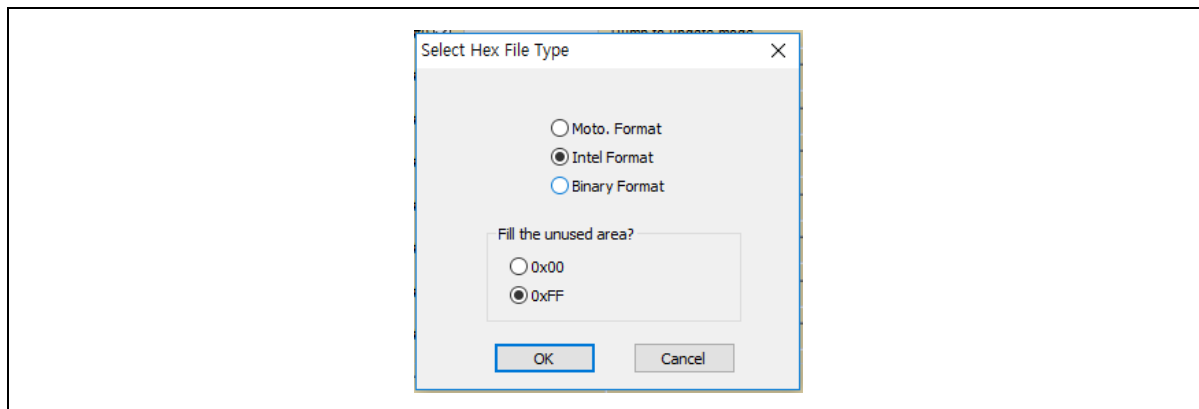 Select Hex File Type
Moto. Format
Intel Format
Binary Format
Fill the unused area?
0x00
0xFF
OK
Cancel